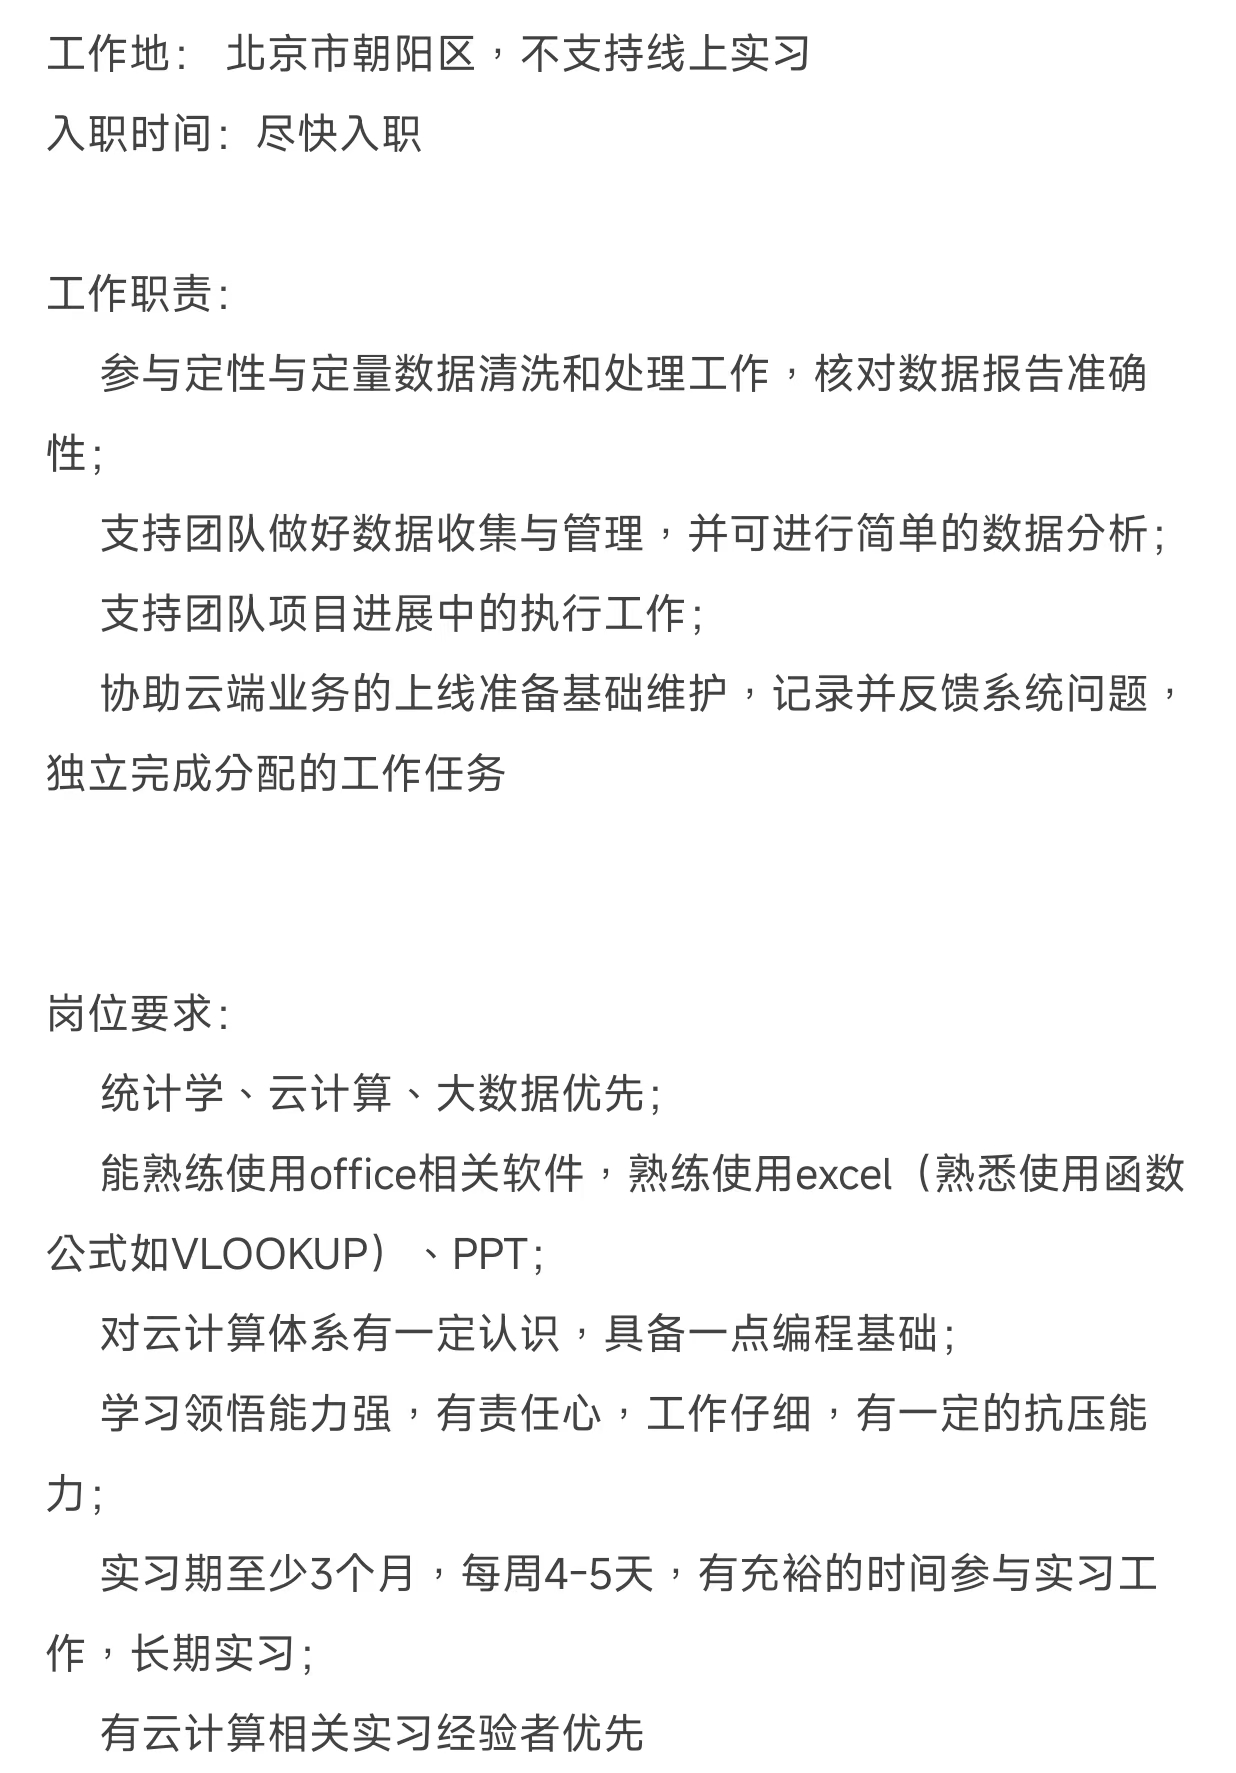 工作地： 北京市朝阳区，不支持线上实习
入职时间：尽快入职
工作职责：
参与定性与定量数据清洗和处理工作，核对数据报告准确
性；
支持团队做好数据收集与管理，并可进行简单的数据分析；
支持团队项目进展中的执行工作；
协助云端业务的上线准备基础维护，记录并反馈系统问题，
独立完成分配的工作任务
岗位要求：
统计学、云计算、大数据优先；
能熟练使用office相关软件，熟练使用excel（熟悉使用函数
公式如VLOOKUP）、PPT；
对云计算体系有一定认识，具备一点编程基础；
学习领悟能力强，有责任心，工作仔细，有一定的抗压能
力；
实习期至少3个月，每周4-5天，有充裕的时间参与实习工
作，长期实习；
有云计算相关实习经验者优先